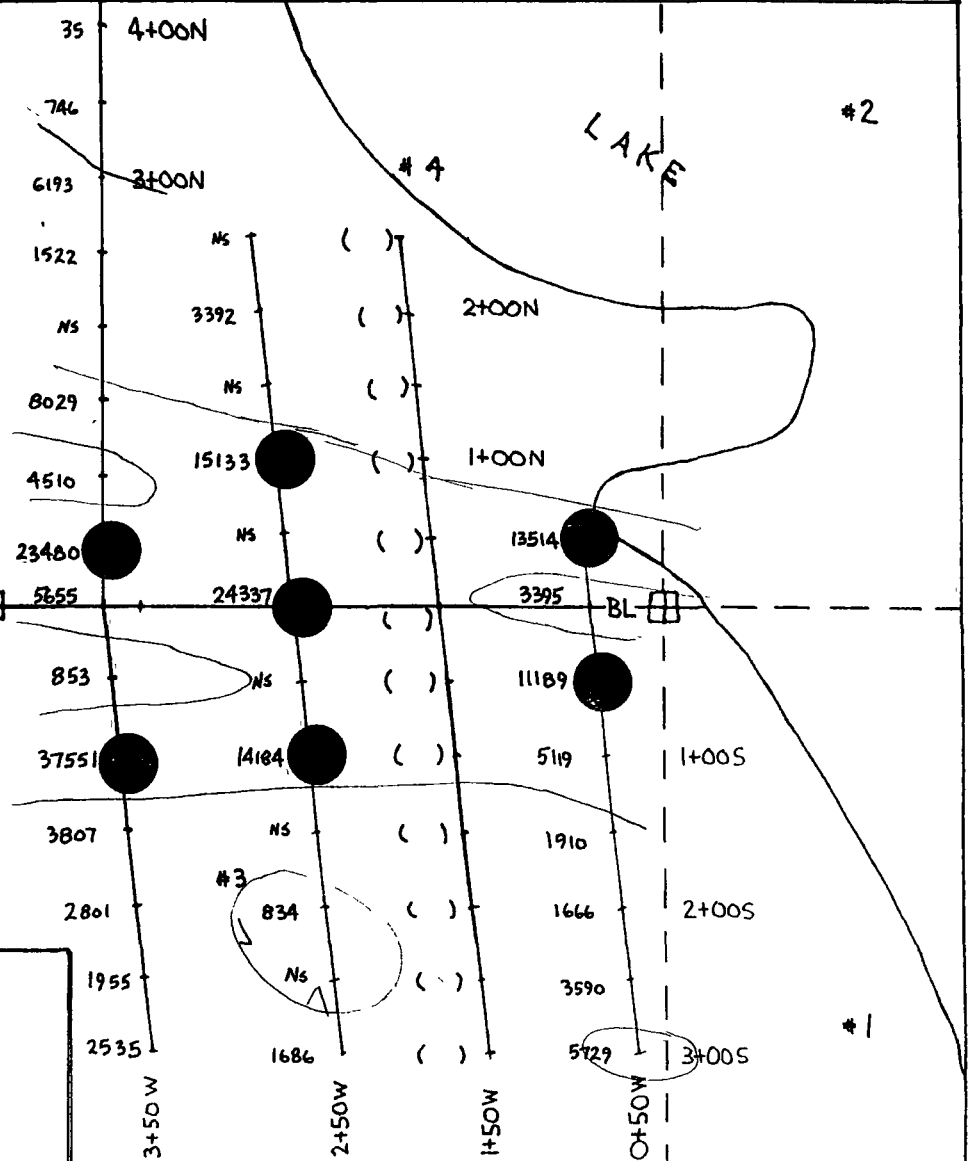 35 4+00N
746 #2
LAKE
#4
6193 3+00N
NS ( )
1522
3392 ( ) 2+00N
NS
NS ( )
8029
15133 ( ) 1+00N
4510
NS ( ) 13514
23480
5655 24337 ( ) 3395 BL
853 NS ( ) 11189
37551 14184 ( ) 5119 1+00S
3807 NS ( ) 1910
#3
2801 834 ( ) 1666 2+00S
1955 NS ( ) 3590
#1
2535 1686 ( ) 5729 3+00S
3+50W 2+50W 1+50W 0+50W